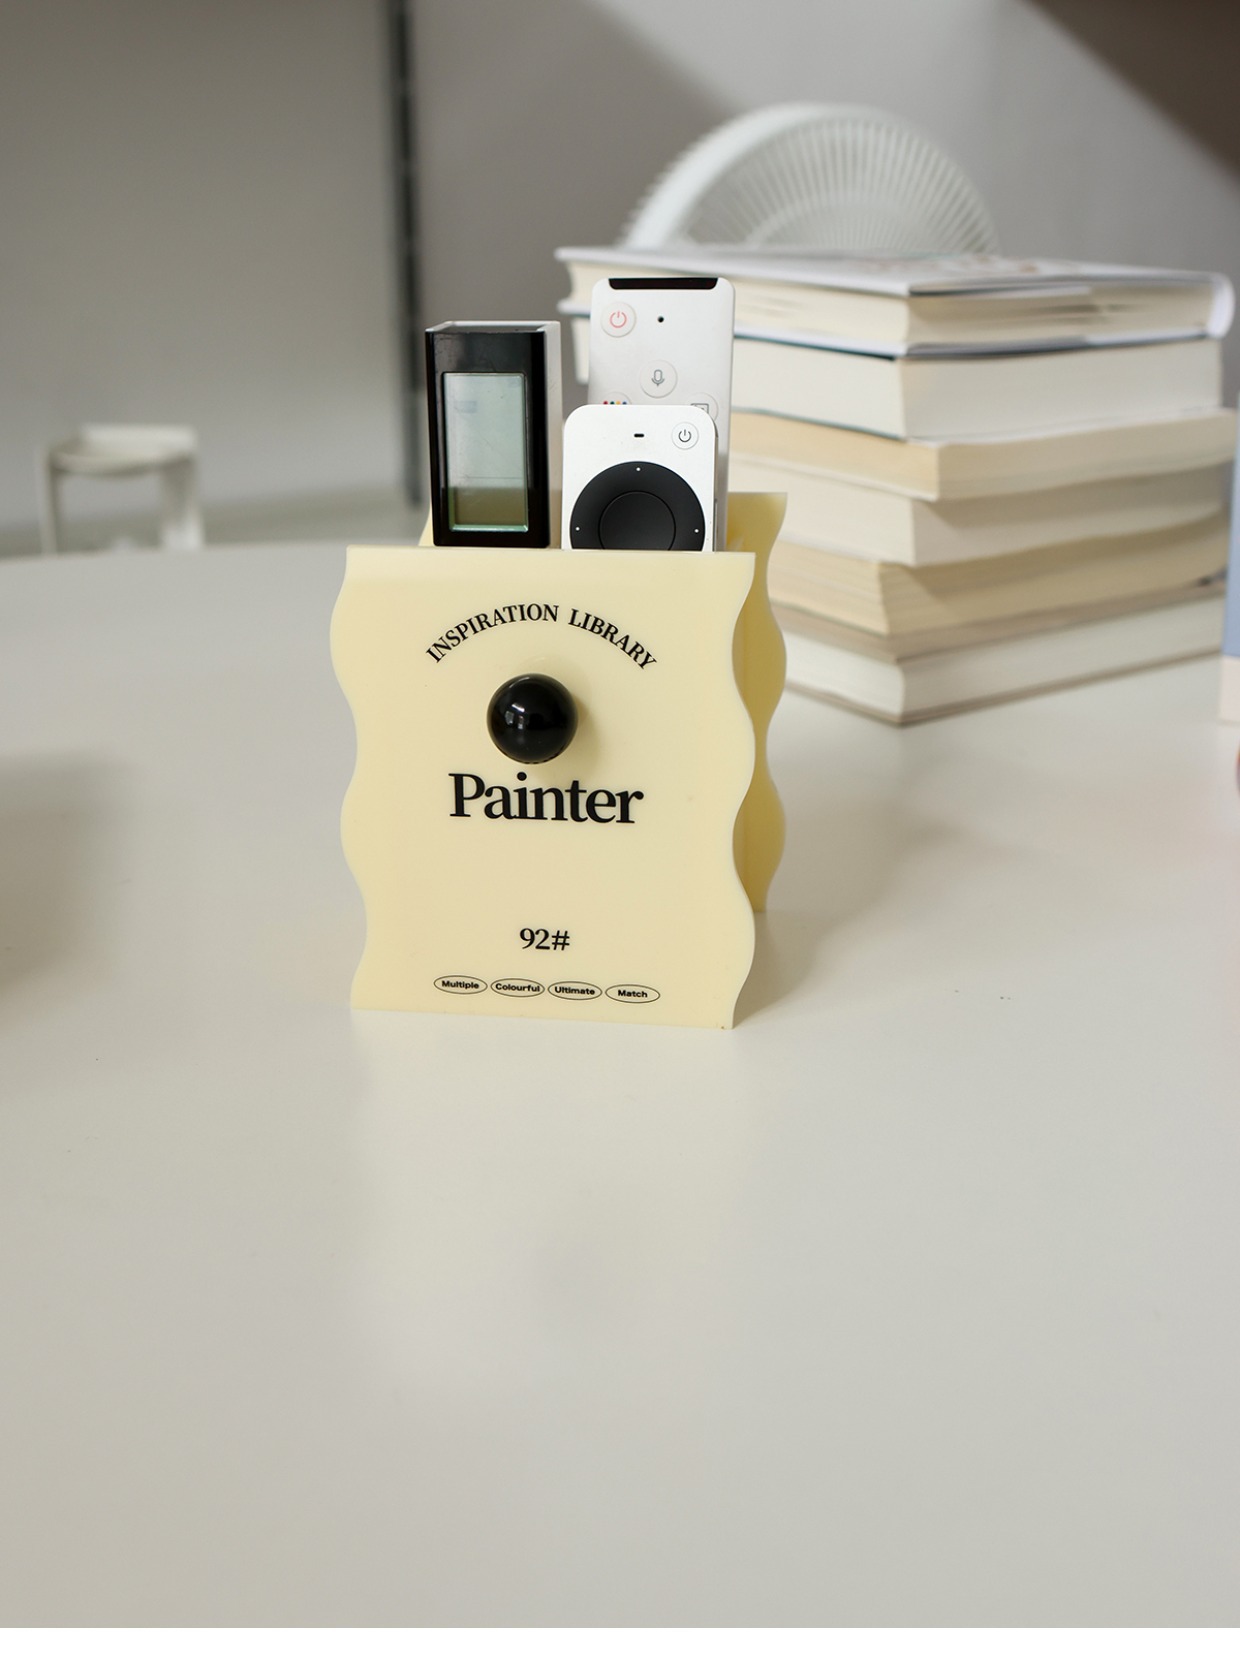 INSPIRATION LIBRARY
Painter
92#
Multiple Colourful Ultimate Match